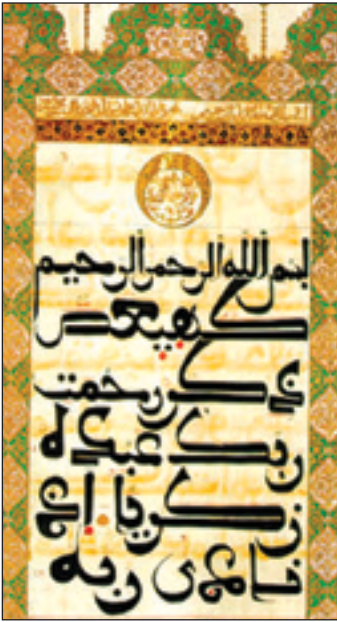 بسم الله الرحمن الرحيم
كهيعص
ذكر رحمت
ربك عبده
زكريا إذ
نادى ربه